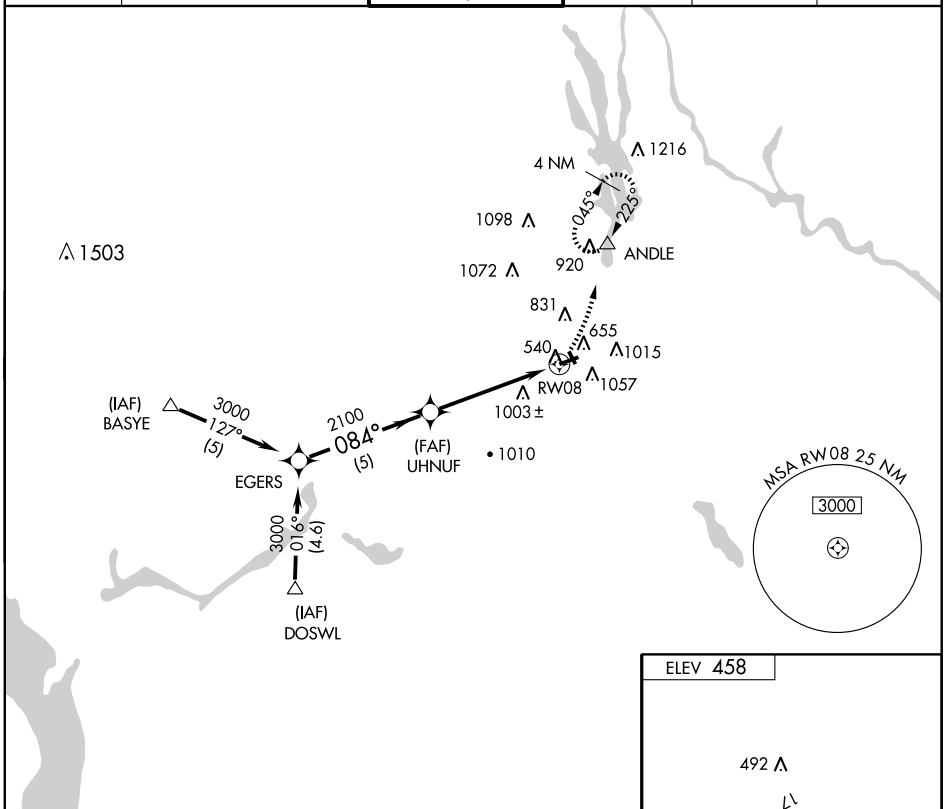 1216
4 NM
045°
225°
1098
1503
ANDLE
920
1072
831
655
540
1015
RW08
1057
1003 ±
(IAF)
BASYE
3000
127°
(5)
2100
084°
(5)
(FAF)
UHNUF
1010
EGERS
3000
016°
(4.6)
(IAF)
DOSWL
MSA RW08 25 NM
3000
ELEV 458
492
17